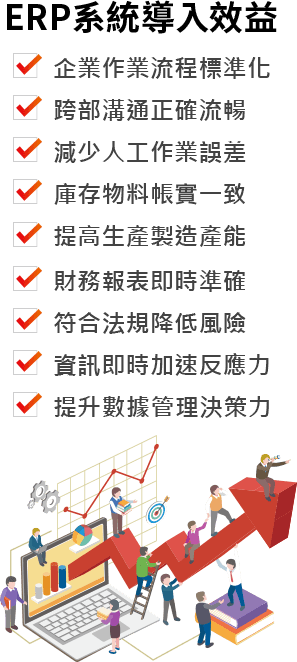 ERP系統導入效益
企業作業流程標準化
跨部溝通正確流暢
減少人工作業誤差
庫存物料帳實一致
提高生產製造產能
財務報表即時準確
符合法規降低風險
資訊即時加速反應力
提升數據管理決策力